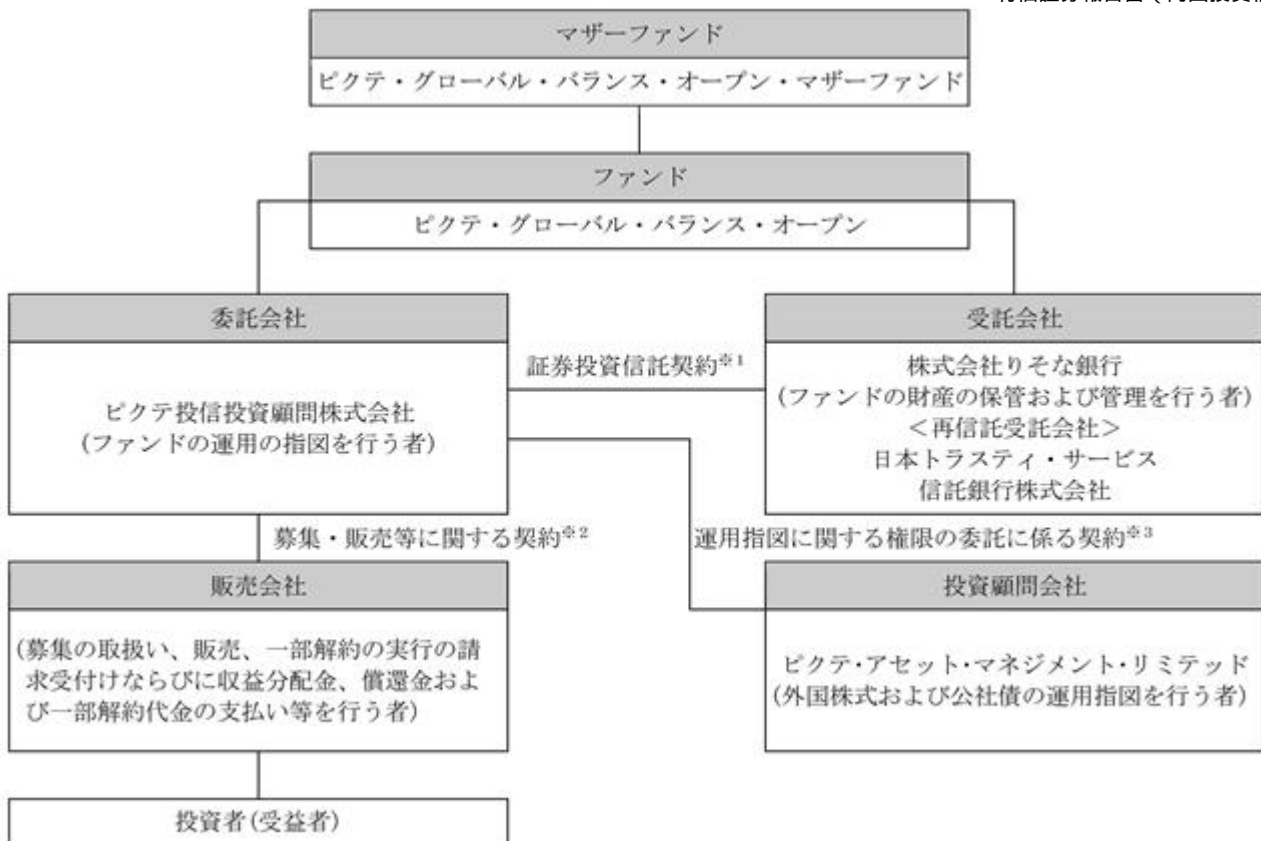 マザーファンド
ピクテ・グローバル・バランス・オープン・マザーファンド
ファンド
ピクテ・グローバル・バランス・オープン
委託会社
ピクテ投信投資顧問株式会社
(ファンドの運用の指図を行う者)
証券投資信託契約※1
受託会社
株式会社りそな銀行
(ファンドの財産の保管および管理を行う者)
<再信託受託会社>
日本トラスティ・サービス
信託銀行株式会社
募集・販売等に関する契約※2
運用指図に関する権限の委託に係る契約※3
販売会社
(募集の取扱い、販売、一部解約の実行の請
求受付けならびに収益分配金、償還金およ
び一部解約代金の支払い等を行う者)
投資顧問会社
ピクテ･アセット･マネジメント･リミテッド
(外国株式および公社債の運用指図を行う者)
投資者(受益者)